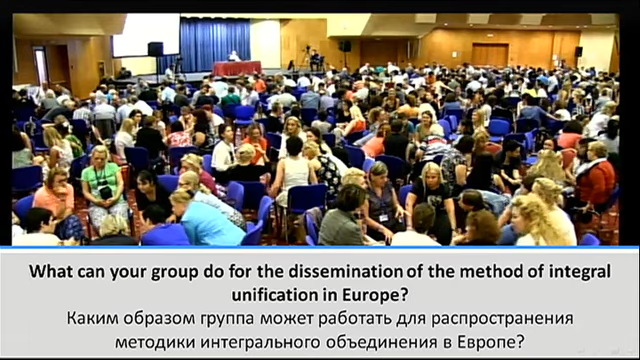 What can your group do for the dissemination of the method of integral
unification in Europe?
Каким образом группа может работать для распространения
методики интегрального объединения в Европе?